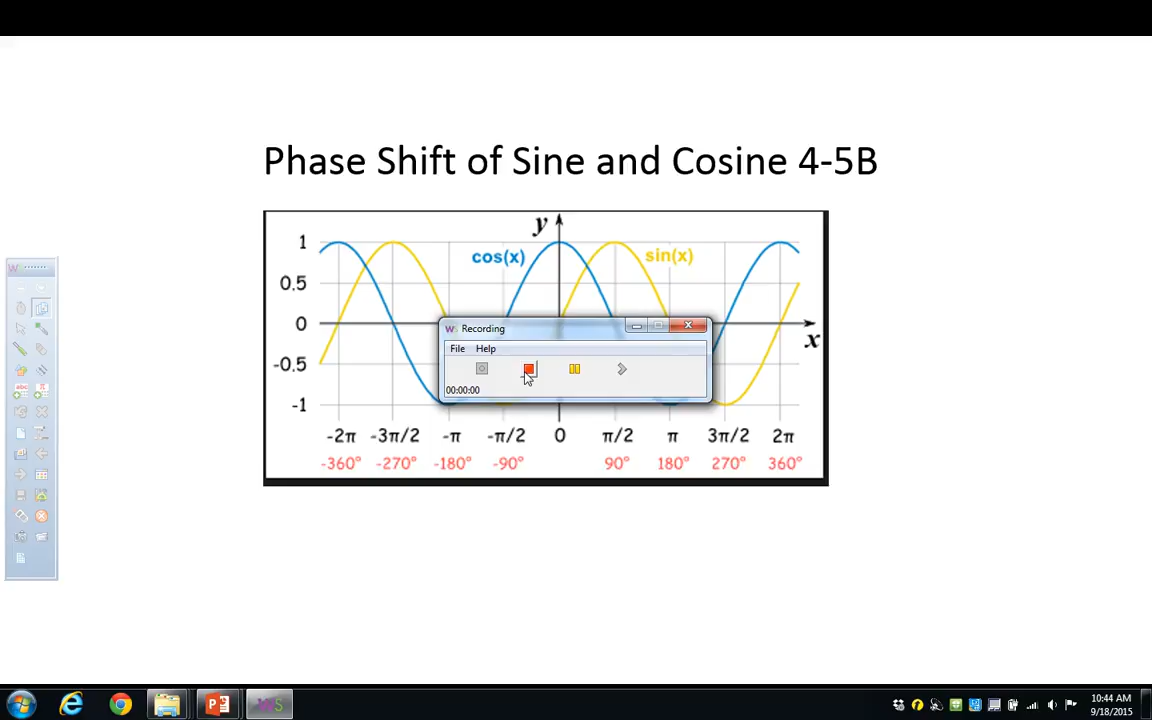 Phase Shift of Sine and Cosine 4-5B
y
1
cos(x)
sin(x)
0.5
0
x
-0.5
-1
WS Recording
File Help
00:00:00
-2π -3π/2 -π -π/2 0 π/2 π 3π/2 2π
-360° -270° -180° -90° 90° 180° 270° 360°
abc π
10:44 AM
9/18/2015